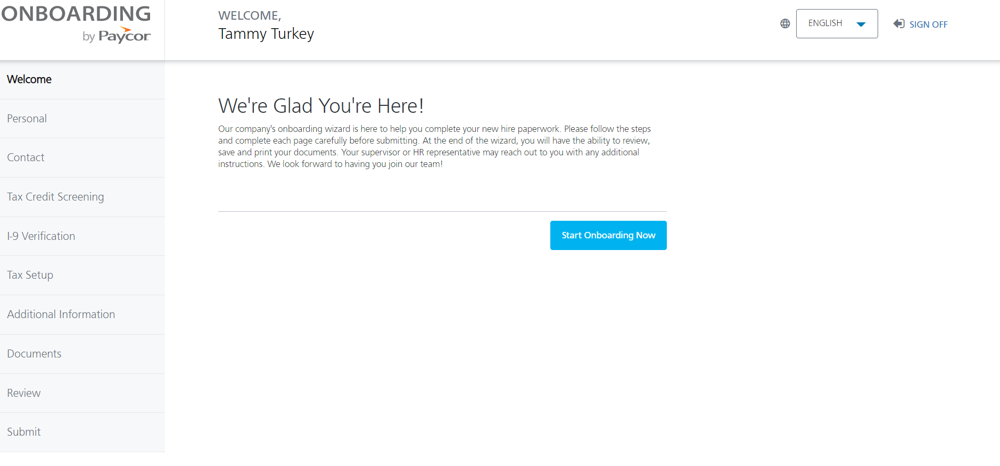 ONBOARDING
by Paycor
WELCOME,
Tammy Turkey
ENGLISH
SIGN OFF
Welcome
Personal
Contact
Tax Credit Screening
I-9 Verification
Tax Setup
Additional Information
Documents
Review
Submit
We're Glad You're Here!
Our company's onboarding wizard is here to help you complete your new hire paperwork. Please follow the steps
and complete each page carefully before submitting. At the end of the wizard, you will have the ability to review,
save and print your documents. Your supervisor or HR representative may reach out to you with any additional
instructions. We look forward to having you join our team!
Start Onboarding Now